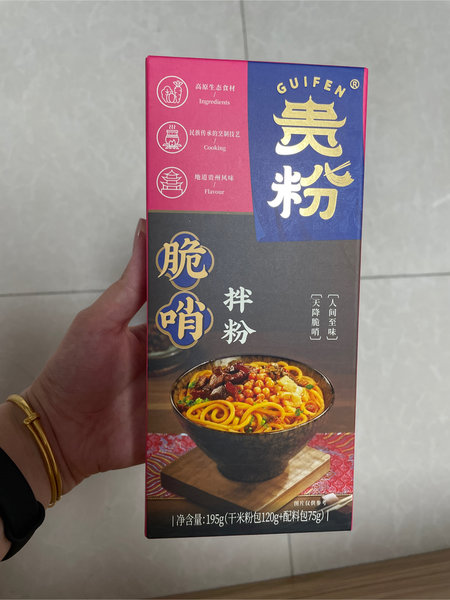 GUIFEN®
贵
粉
高原生态食材
/
Ingredients
民族传承的烹制技艺
/
Cooking
地道贵州风味
/
Flavour
脆
哨
拌
粉
[人间至味]
[天降脆哨]
图片仅供参考
|净含量:195g(干米粉包120g+配料包75g)|